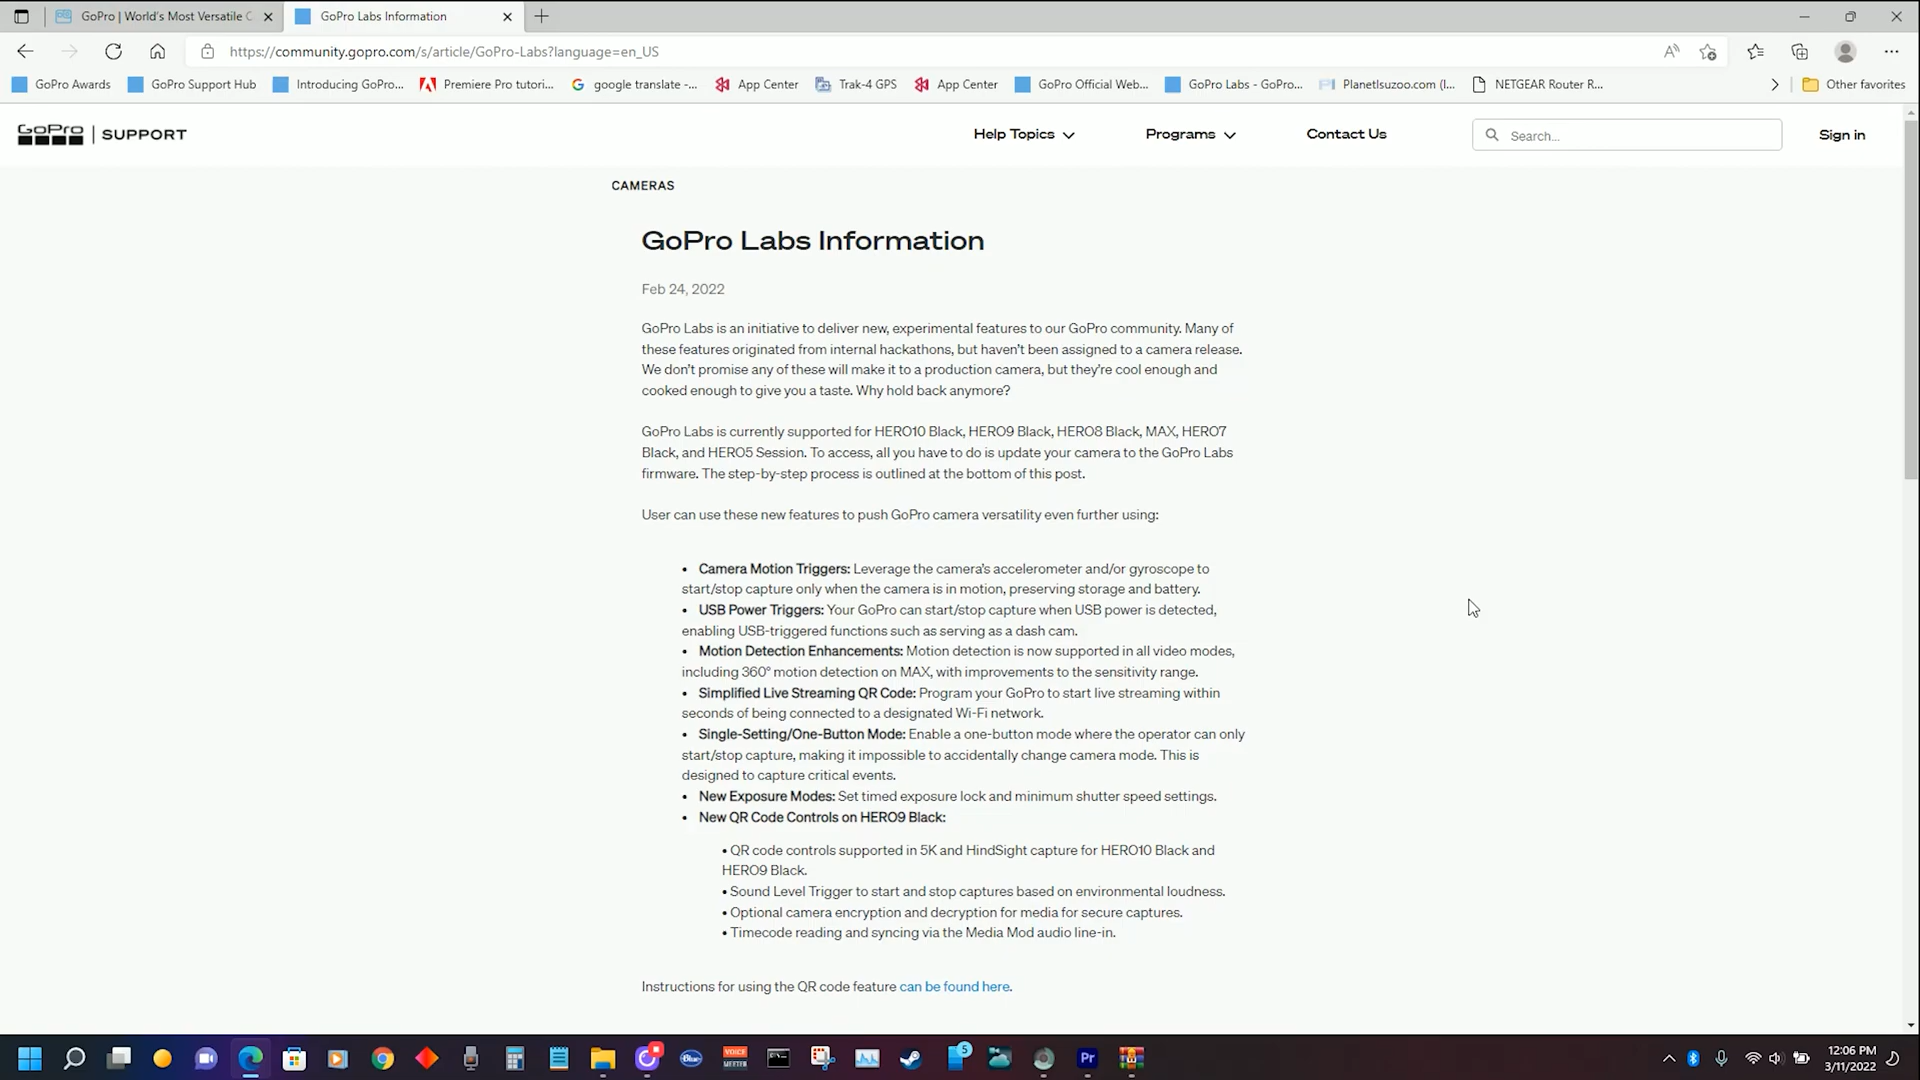 GoPro | World's Most Versatile C
GoPro Labs Information
https://community.gopro.com/s/article/GoPro-Labs?language=en_US
GoPro Awards
GoPro Support Hub
Introducing GoPro...
Premiere Pro tutori...
google translate -...
App Center
Trak-4 GPS
App Center
GoPro Official Web...
GoPro Labs - GoPro...
PlanetIsuzoo.com (I...
NETGEAR Router R...
Other favorites
GoPro | SUPPORT
Help Topics
Programs
Contact Us
Search...
Sign in
CAMERAS
GoPro Labs Information
Feb 24, 2022
GoPro Labs is an initiative to deliver new, experimental features to our GoPro community. Many of
these features originated from internal hackathons, but haven't been assigned to a camera release.
We don't promise any of these will make it to a production camera, but they're cool enough and
cooked enough to give you a taste. Why hold back anymore?
GoPro Labs is currently supported for HERO10 Black, HERO9 Black, HERO8 Black, MAX, HERO7
Black, and HERO5 Session. To access, all you have to do is update your camera to the GoPro Labs
firmware. The step-by-step process is outlined at the bottom of this post.
User can use these new features to push GoPro camera versatility even further using:
• Camera Motion Triggers: Leverage the camera's accelerometer and/or gyroscope to
start/stop capture only when the camera is in motion, preserving storage and battery.
• USB Power Triggers: Your GoPro can start/stop capture when USB power is detected,
enabling USB-triggered functions such as serving as a dash cam.
• Motion Detection Enhancements: Motion detection is now supported in all video modes,
including 360° motion detection on MAX, with improvements to the sensitivity range.
• Simplified Live Streaming QR Code: Program your GoPro to start live streaming within
seconds of being connected to a designated Wi-Fi network.
• Single-Setting/One-Button Mode: Enable a one-button mode where the operator can only
start/stop capture, making it impossible to accidentally change camera mode. This is
designed to capture critical events.
• New Exposure Modes: Set timed exposure lock and minimum shutter speed settings.
• New QR Code Controls on HERO9 Black:
• QR code controls supported in 5K and HindSight capture for HERO10 Black and
HERO9 Black.
• Sound Level Trigger to start and stop captures based on environmental loudness.
• Optional camera encryption and decryption for media for secure captures.
• Timecode reading and syncing via the Media Mod audio line-in.
Instructions for using the QR code feature can be found here.
Blue
VOICE
MEETER
5
Pr
12:06 PM
3/11/2022